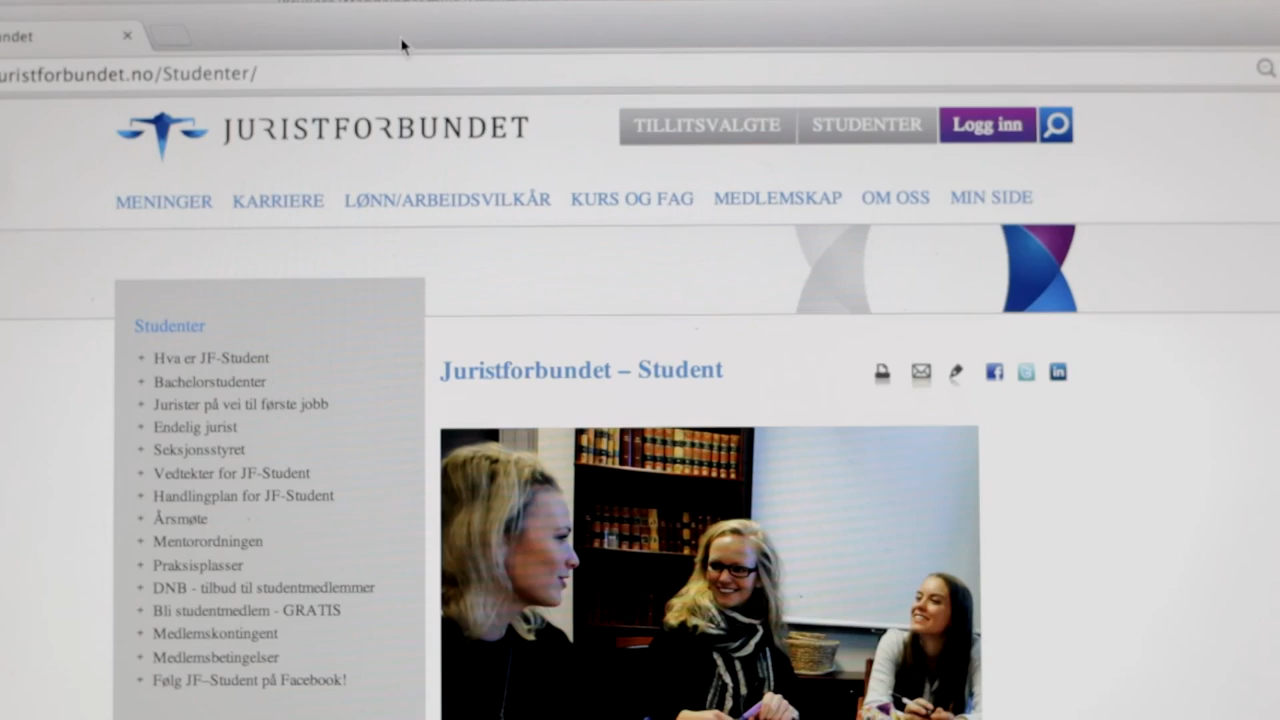 ndet
uristforbundet.no/Studenter/
JURISTFORBUNDET
TILLITSVALGTE STUDENTER Logg inn
MENINGER KARRIERE LØNN/ARBEIDSVILKÅR KURS OG FAG MEDLEMSKAP OM OSS MIN SIDE
Studenter
+ Hva er JF-Student
+ Bachelorstudenter
+ Jurister på vei til første jobb
+ Endelig jurist
+ Seksjonsstyret
+ Vedtekter for JF-Student
+ Handlingplan for JF-Student
+ Årsmøte
+ Mentorordningen
+ Praksisplasser
+ DNB - tilbud til studentmedlemmer
+ Bli studentmedlem - GRATIS
+ Medlemskontingent
+ Medlemsbetingelser
+ Følg JF–Student på Facebook!
Juristforbundet – Student